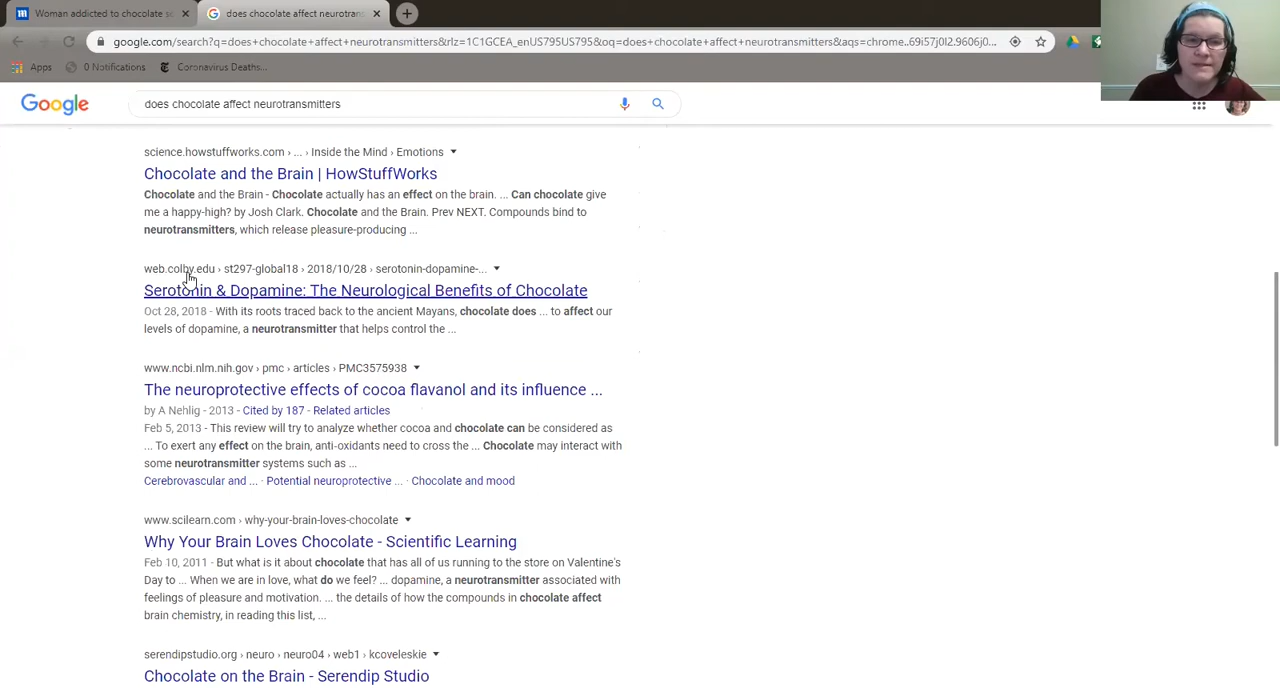 Woman addicted to chocolate s
does chocolate affect neurotran
google.com/search?q=does+chocolate+affect+neurotransmitters&rlz=1C1GCEA_enUS795US795&oq=does+chocolate+affect+neurotransmitters&aqs=chrome..69i57j0l2.9606j0...
Apps
0 Notifications
Coronavirus Deaths...
Google
does chocolate affect neurotransmitters
science.howstuffworks.com › ... › Inside the Mind › Emotions
Chocolate and the Brain | HowStuffWorks
Chocolate and the Brain - Chocolate actually has an effect on the brain. ... Can chocolate give
me a happy-high? by Josh Clark. Chocolate and the Brain. Prev NEXT. Compounds bind to
neurotransmitters, which release pleasure-producing ...
web.colby.edu › st297-global18 › 2018/10/28 › serotonin-dopamine-...
Serotonin & Dopamine: The Neurological Benefits of Chocolate
Oct 28, 2018 - With its roots traced back to the ancient Mayans, chocolate does ... to affect our
levels of dopamine, a neurotransmitter that helps control the ...
www.ncbi.nlm.nih.gov › pmc › articles › PMC3575938
The neuroprotective effects of cocoa flavanol and its influence ...
by A Nehlig - 2013 - Cited by 187 - Related articles
Feb 5, 2013 - This review will try to analyze whether cocoa and chocolate can be considered as
... To exert any effect on the brain, anti-oxidants need to cross the ... Chocolate may interact with
some neurotransmitter systems such as ...
Cerebrovascular and ... · Potential neuroprotective ... · Chocolate and mood
www.scilearn.com › why-your-brain-loves-chocolate
Why Your Brain Loves Chocolate - Scientific Learning
Feb 10, 2011 - But what is it about chocolate that has all of us running to the store on Valentine's
Day to ... When we are in love, what do we feel? ... dopamine, a neurotransmitter associated with
feelings of pleasure and motivation. ... the details of how the compounds in chocolate affect
brain chemistry, in reading this list, ...
serendipstudio.org › neuro › neuro04 › web1 › kcoveleskie
Chocolate on the Brain - Serendip Studio